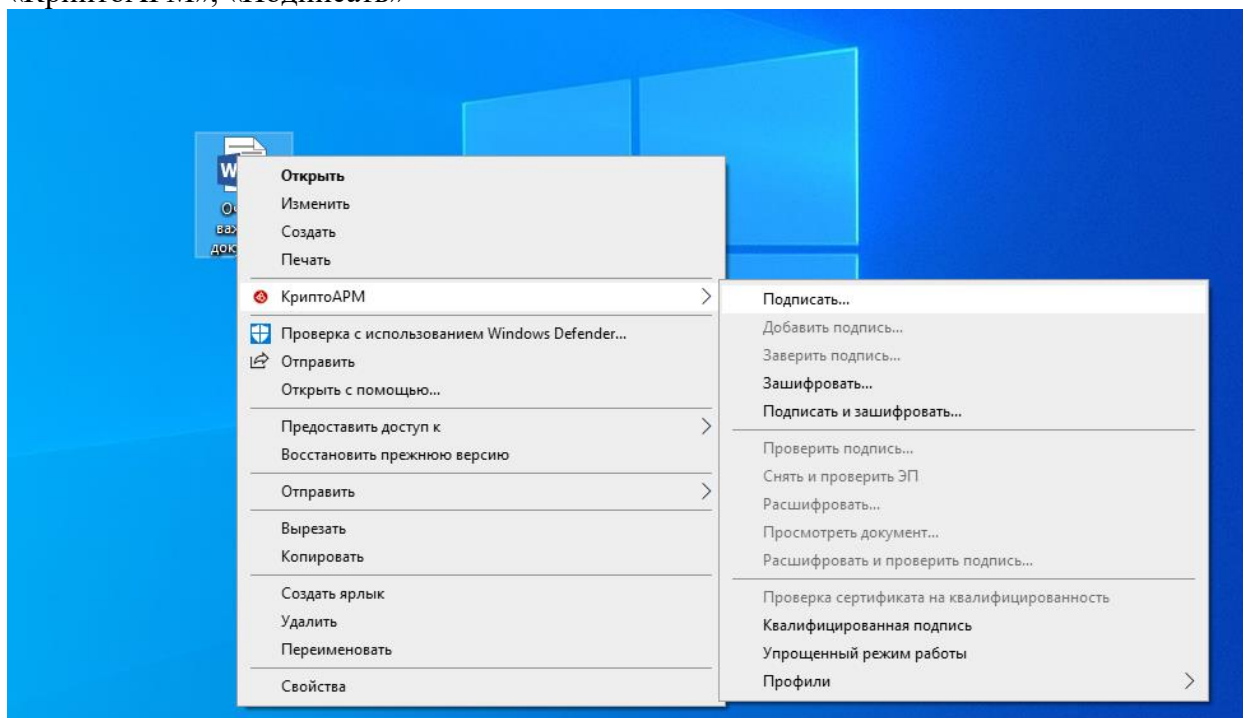 «КриптоАРМ», «Подписать»
W
Открыть
Изменить
Создать
Печать
КриптоАРМ
Проверка с использованием Windows Defender...
Отправить
Открыть с помощью...
Предоставить доступ к
Восстановить прежнюю версию
Отправить
Вырезать
Копировать
Создать ярлык
Удалить
Переименовать
Свойства
Подписать...
Добавить подпись...
Заверить подпись...
Зашифровать...
Подписать и зашифровать...
Проверить подпись...
Снять и проверить ЭП
Расшифровать...
Просмотреть документ...
Расшифровать и проверить подпись...
Проверка сертификата на квалифицированность
Квалифицированная подпись
Упрощенный режим работы
Профили